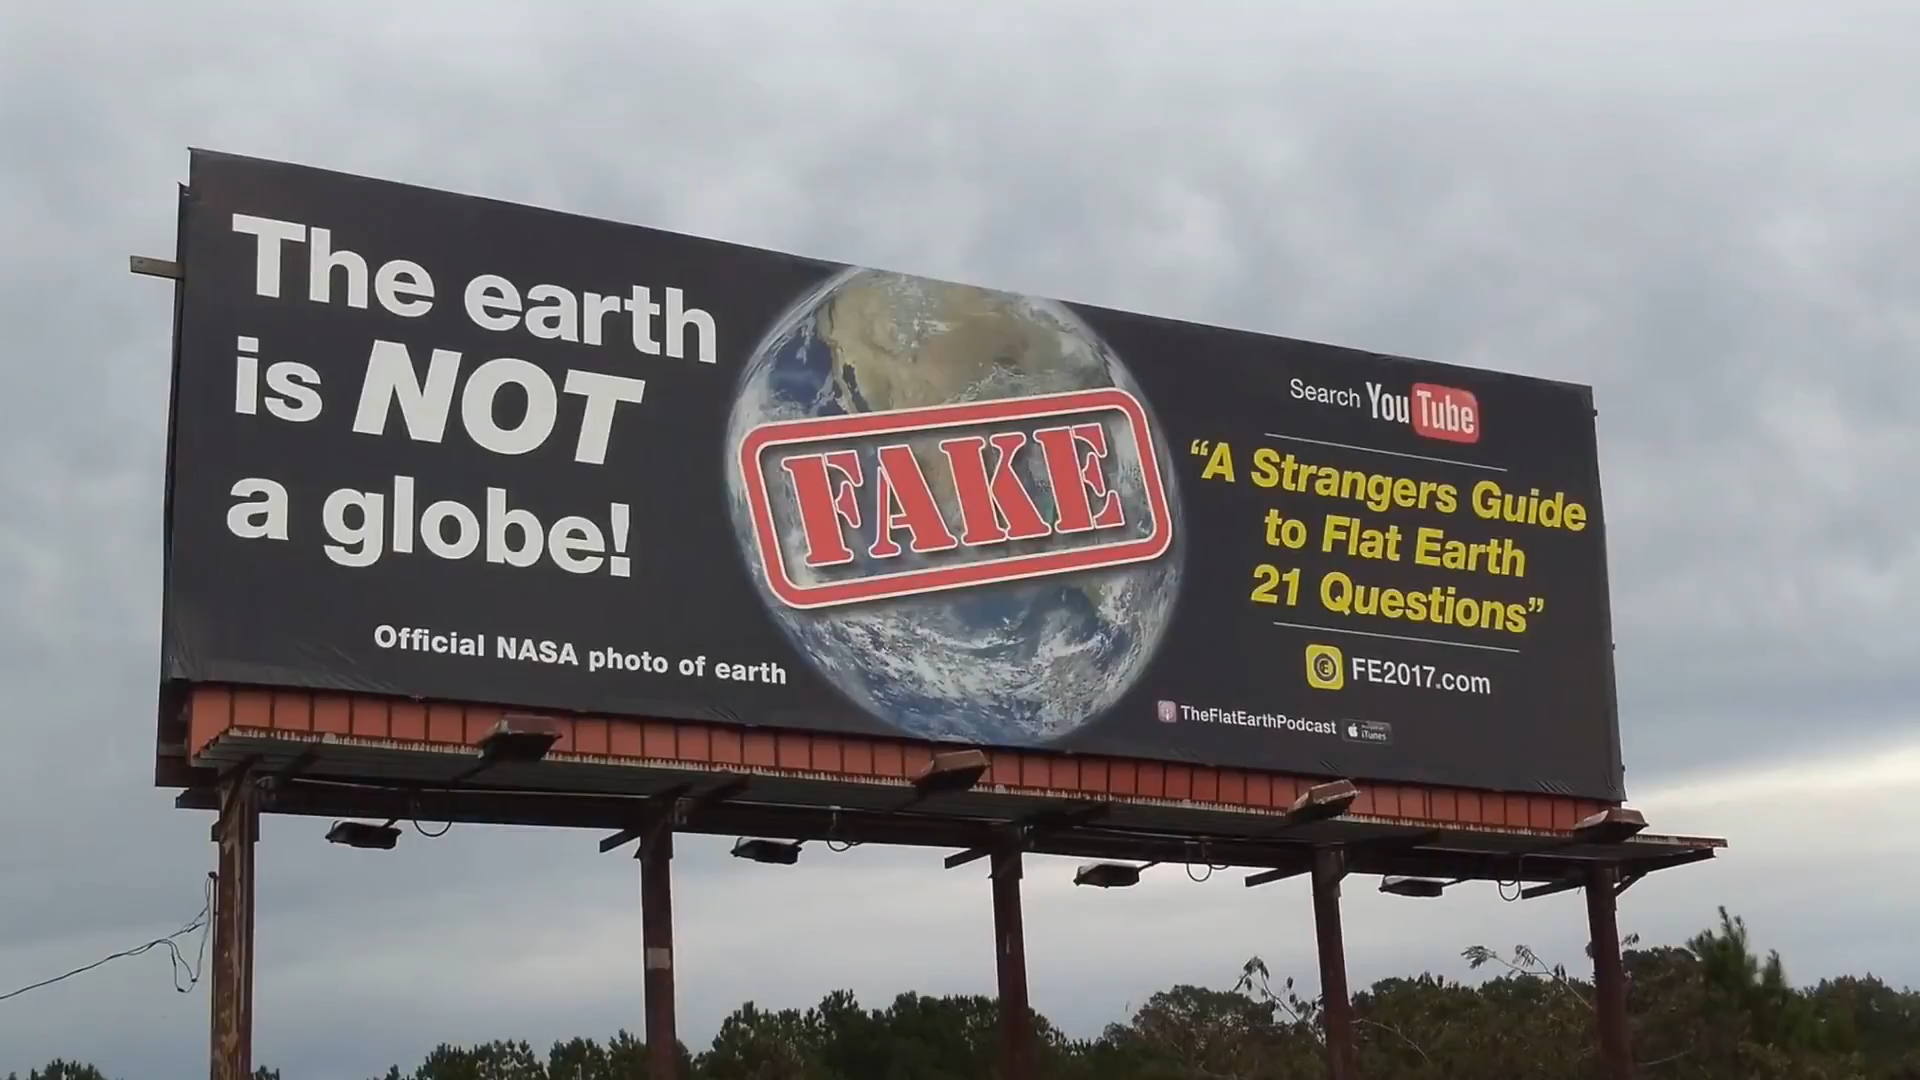 The earth
is NOT
a globe!
Official NASA photo of earth
FAKE
Search YouTube
“A Strangers Guide
to Flat Earth
21 Questions”
FE2017.com
TheFlatEarthPodcast
iTunes